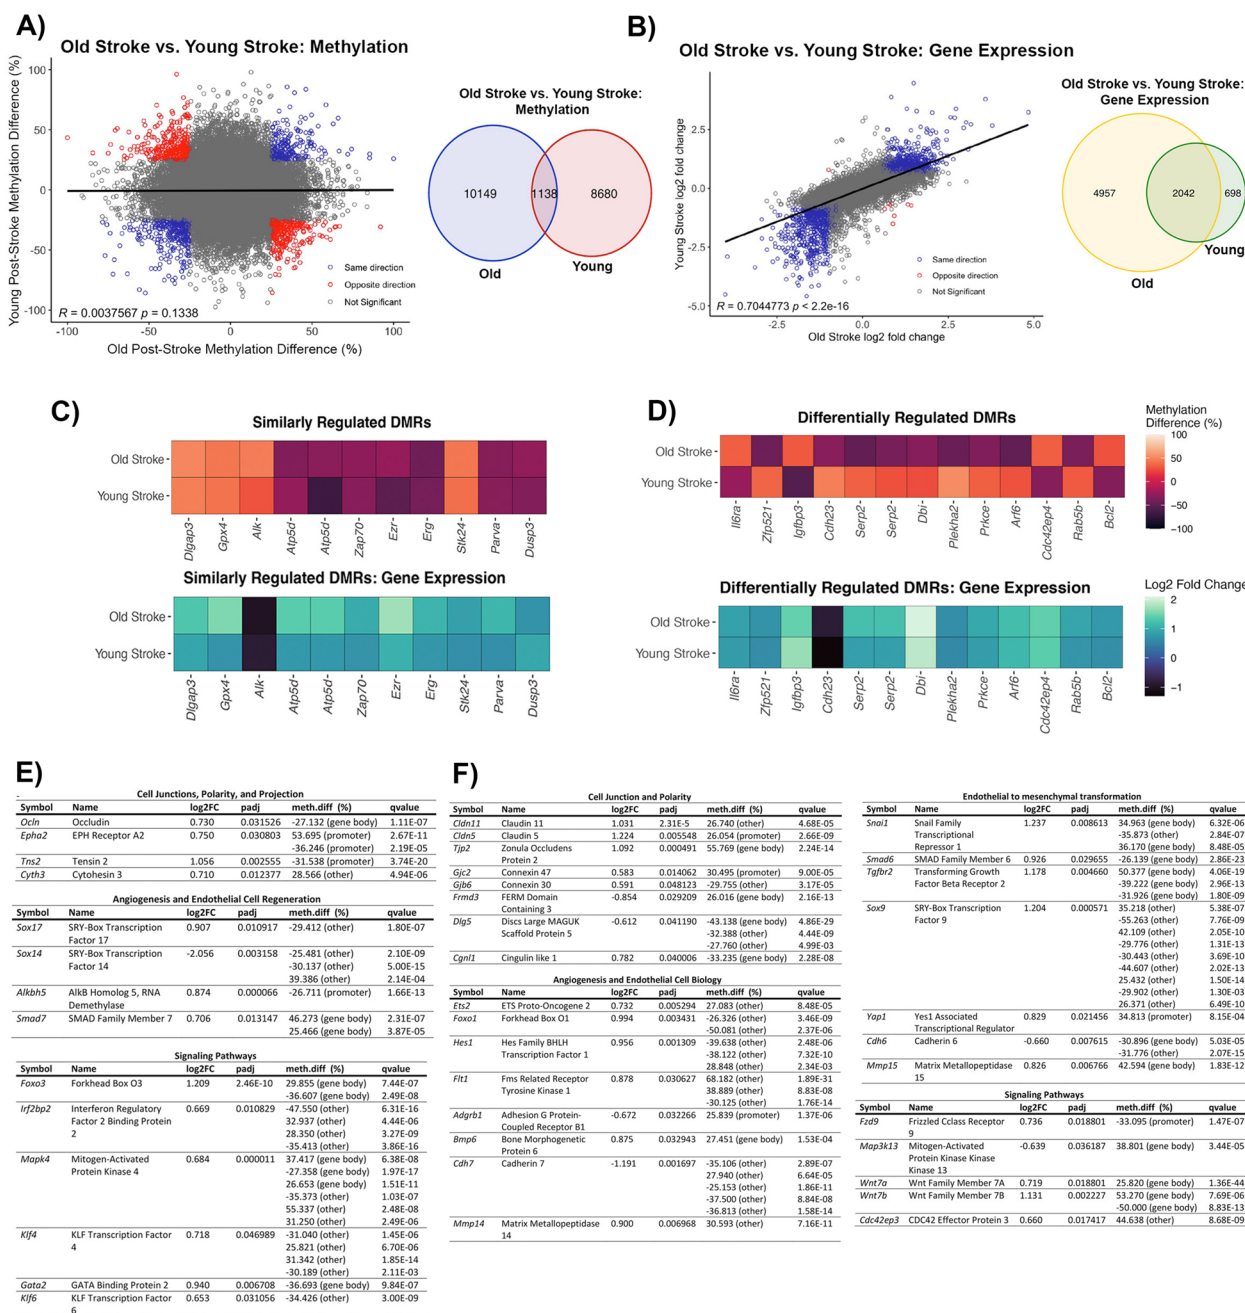 A)
Old Stroke vs. Young Stroke: Methylation
Young Post-Stroke Methylation Difference (%)
100
50
0
-50
-100
Same direction
Opposite direction
Not Significant
R = 0.0037567 p = 0.1338
-100 -50 0 50 100
Old Post-Stroke Methylation Difference (%)
Old Stroke vs. Young Stroke:
Methylation
10149 1138 8680
Old Young
B)
Old Stroke vs. Young Stroke: Gene Expression
Young Stroke log2 fold change
2.5
0.0
-2.5
-5.0
Same direction
Opposite direction
Not Significant
R = 0.7044773 p < 2.2e-16
-2.5 0.0 2.5 5.0
Old Stroke log2 fold change
Old Stroke vs. Young Stroke:
Gene Expression
4957 2042 698
Young
Old
C)
Similarly Regulated DMRs
Old Stroke
Young Stroke
Dlgap3 Gpx4 Alk Atp5d Atp5d Zap70 Ezr Erg Stk24 Parva Dusp3
Similarly Regulated DMRs: Gene Expression
Old Stroke
Young Stroke
Dlgap3 Gpx4 Alk Atp5d Atp5d Zap70 Ezr Erg Stk24 Parva Dusp3
D)
Differentially Regulated DMRs
Old Stroke
Young Stroke
Il6ra Zfp521 Igfbp3 Cdh23 Serp2 Serp2 Dbi Plekha2 Prkce Arf6 Cdc42ep4 Rab5b Bcl2
Methylation
Difference (%)
100
50
0
-50
-100
Differentially Regulated DMRs: Gene Expression
Old Stroke
Young Stroke
Il6ra Zfp521 Igfbp3 Cdh23 Serp2 Serp2 Dbi Plekha2 Prkce Arf6 Cdc42ep4 Rab5b Bcl2
Log2 Fold Change
2
1
0
-1
E)
Cell Junctions, Polarity, and Projection
Symbol Name log2FC padj meth.diff (%) qvalue
Ocln Occludin 0.730 0.031526 -27.132 (gene body) 1.11E-07
Epha2 EPH Receptor A2 0.750 0.030803 53.695 (promoter) 2.67E-11
-36.246 (promoter) 2.19E-05
Tns2 Tensin 2 1.056 0.002555 -31.538 (promoter) 3.74E-20
Cyth3 Cytohesin 3 0.710 0.012377 28.566 (other) 4.94E-06
Angiogenesis and Endothelial Cell Regeneration
Symbol Name log2FC padj meth.diff (%) qvalue
Sox17 SRY-Box Transcription 0.907 0.010917 -29.412 (other) 1.80E-07
Factor 17
Sox14 SRY-Box Transcription -2.056 0.003158 -25.481 (other) 2.10E-09
Factor 14 -30.137 (other) 5.00E-15
39.386 (other) 2.14E-04
Alkbh5 AlkB Homolog 5, RNA 0.874 0.000066 -26.711 (promoter) 1.66E-13
Demethylase
Smad7 SMAD Family Member 7 0.706 0.013147 46.273 (gene body) 2.31E-07
25.466 (gene body) 3.87E-05
Signaling Pathways
Symbol Name log2FC padj meth.diff (%) qvalue
Foxo3 Forkhead Box O3 1.209 2.46E-10 29.855 (gene body) 7.44E-07
-36.607 (gene body) 2.49E-08
Irf2bp2 Interferon Regulatory 0.669 0.010829 -47.550 (other) 6.31E-16
Factor 2 Binding Protein 32.937 (other) 4.44E-06
2 28.350 (other) 3.27E-09
-35.413 (other) 3.86E-16
Mapk4 Mitogen-Activated 0.684 0.000011 37.417 (gene body) 6.38E-08
Protein Kinase 4 -27.358 (gene body) 1.97E-17
26.653 (gene body) 1.51E-11
-35.373 (other) 1.03E-07
55.337 (other) 2.48E-08
31.250 (other) 2.49E-06
Klf4 KLF Transcription Factor 0.718 0.046989 -31.040 (other) 1.45E-06
4 25.821 (other) 6.70E-06
31.342 (other) 1.85E-14
-30.189 (other) 2.11E-03
Gata2 GATA Binding Protein 2 0.940 0.006708 -36.693 (gene body) 9.84E-07
Klf6 KLF Transcription Factor 0.653 0.031056 -34.426 (other) 3.00E-09
6
F)
Cell Junction and Polarity
Symbol Name log2FC padj meth.diff (%) qvalue
Cldn11 Claudin 11 1.031 2.31E-5 26.740 (other) 4.68E-05
Cldn5 Claudin 5 1.224 0.005548 26.054 (promoter) 2.66E-09
Tjp2 Zonula Occludens 1.092 0.000491 55.769 (gene body) 2.24E-14
Protein 2
Gjc2 Connexin 47 0.583 0.014062 30.495 (promoter) 9.00E-05
Gjb6 Connexin 30 0.591 0.048123 -29.755 (other) 3.17E-05
Frmd3 FERM Domain -0.854 0.029209 26.016 (gene body) 2.16E-13
Containing 3
Dlg5 Discs Large MAGUK -0.612 0.041190 -43.138 (gene body) 4.86E-29
Scaffold Protein 5 -32.388 (other) 4.44E-09
-27.760 (other) 4.99E-03
Cgnl1 Cingulin like 1 0.782 0.040006 -33.235 (gene body) 2.28E-08
Angiogenesis and Endothelial Cell Biology
Symbol Name log2FC padj meth.diff (%) qvalue
Ets2 ETS Proto-Oncogene 2 0.732 0.005294 27.083 (other) 8.48E-05
Foxo1 Forkhead Box O1 0.994 0.003431 -26.326 (other) 3.46E-09
-50.081 (other) 2.37E-06
Hes1 Hes Family BHLH 0.956 0.001309 -39.638 (other) 2.48E-06
Transcription Factor 1 -38.122 (other) 7.32E-10
28.848 (other) 2.34E-03
Flt1 Fms Related Receptor 0.878 0.030627 68.182 (other) 1.89E-31
Tyrosine Kinase 1 38.889 (other) 8.83E-08
-30.125 (other) 1.76E-14
Adgrb1 Adhesion G Protein- -0.672 0.032266 25.839 (promoter) 1.37E-06
Coupled Receptor B1
Bmp6 Bone Morphogenetic 0.875 0.032943 27.451 (gene body) 1.53E-04
Protein 6
Cdh7 Cadherin 7 -1.191 0.001697 -35.106 (other) 2.89E-07
27.940 (other) 6.64E-05
-25.153 (other) 1.86E-11
-37.500 (other) 8.84E-08
-36.813 (other) 1.58E-14
Mmp14 Matrix Metallopeptidase 0.900 0.006968 30.593 (other) 7.16E-11
14
Endothelial to mesenchymal transformation
Symbol Name log2FC padj meth.diff (%) qvalue
Snai1 Snail Family 1.237 0.008613 34.963 (gene body) 6.32E-06
Transcriptional -35.873 (other) 2.84E-07
Repressor 1 36.170 (gene body) 8.48E-05
Smad6 SMAD Family Member 6 0.926 0.029655 -26.139 (gene body) 2.86E-23
Tgfbr2 Transforming Growth 1.178 0.004660 50.377 (gene body) 4.06E-19
Factor Beta Receptor 2 -39.222 (gene body) 2.96E-13
-31.926 (gene body) 1.80E-09
Sox9 SRY-Box Transcription 1.204 0.000571 35.218 (other) 5.38E-07
Factor 9 -55.263 (other) 7.76E-09
42.109 (other) 2.05E-10
-29.776 (other) 1.31E-13
-30.443 (other) 3.69E-10
-44.607 (other) 2.02E-13
25.432 (other) 1.50E-14
-29.902 (other) 1.30E-03
26.371 (other) 6.49E-10
Yap1 Yes1 Associated 0.829 0.021456 34.813 (promoter) 8.15E-04
Transcriptional Regulator
Cdh6 Cadherin 6 -0.660 0.007615 -30.896 (gene body) 5.03E-05
-31.776 (other) 2.07E-15
Mmp15 Matrix Metallopeptidase 0.826 0.006766 42.594 (gene body) 1.83E-12
15
Signaling Pathways
Symbol Name log2FC padj meth.diff (%) qvalue
Fzd9 Frizzled Cclass Receptor 0.736 0.018801 -33.095 (promoter) 1.47E-07
9
Map3k13 Mitogen-Activated -0.639 0.036187 38.801 (gene body) 3.44E-05
Protein Kinase Kinase
Kinase 13
Wnt7a Wnt Family Member 7A 0.719 0.018801 25.820 (gene body) 1.36E-44
Wnt7b Wnt Family Member 7B 1.131 0.002227 53.270 (gene body) 7.69E-06
-50.000 (gene body) 8.83E-13
Cdc42ep3 CDC42 Effector Protein 3 0.660 0.017417 44.638 (other) 8.68E-09